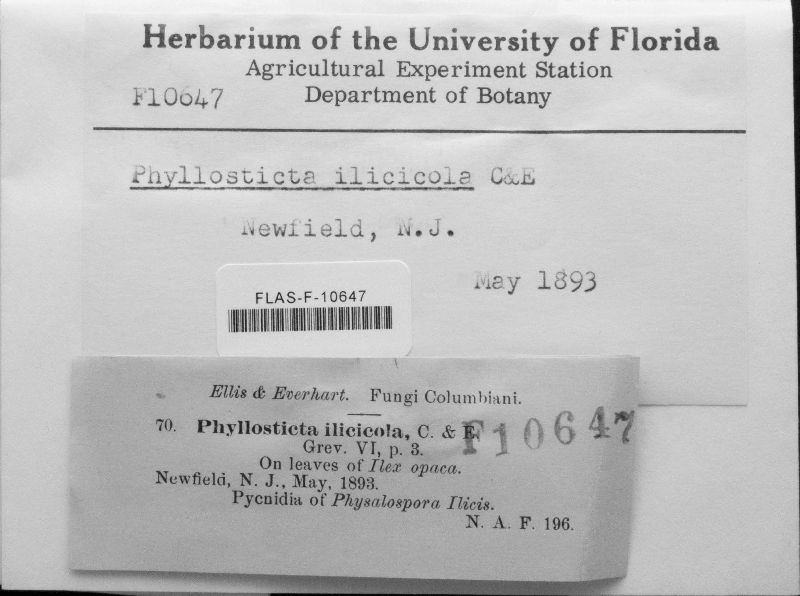 Herbarium of the University of Florida
Agricultural Experiment Station
F10647 Department of Botany
Phyllosticta ilicicola C&E
Newfield, N.J.
May 1893
FLAS-F-10647
Ellis & Everhart. Fungi Columbiani.
70. Phyllosticta ilicicola, C. & E. F10647
Grev. VI, p. 3.
On leaves of Ilex opaca.
Newfield, N. J., May, 1893.
Pycnidia of Physalospora Ilicis.
N. A. F. 196.